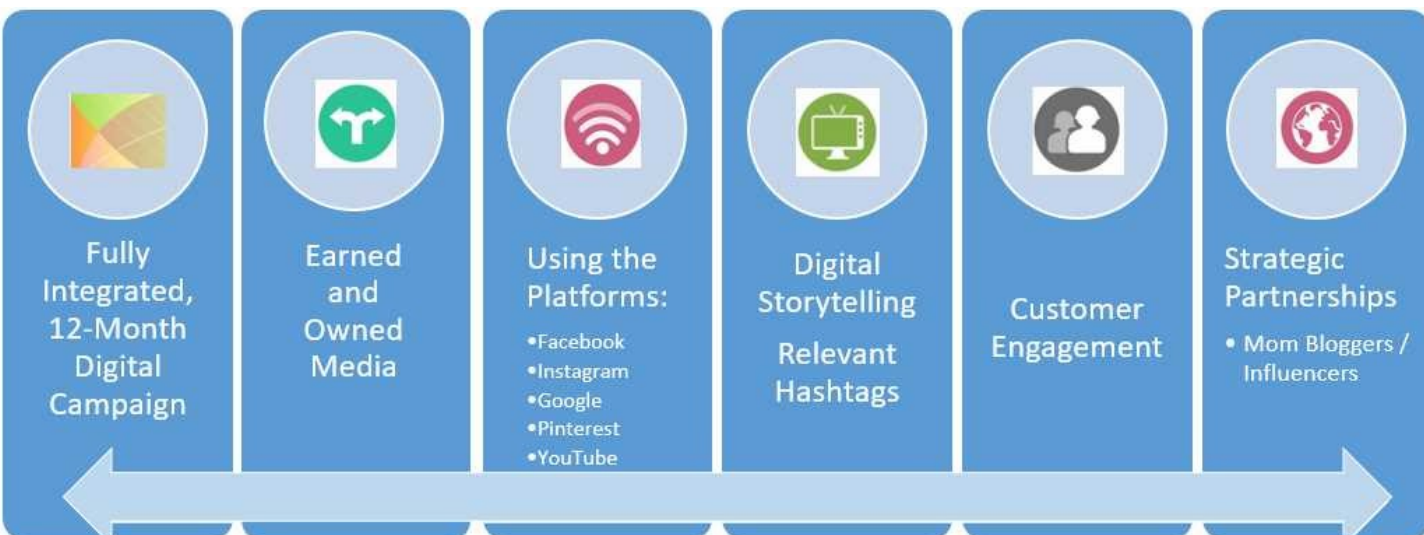 Fully
Integrated,
12-Month
Digital
Campaign
Earned
and
Owned
Media
Using the
Platforms:
•Facebook
•Instagram
•Google
•Pinterest
•YouTube
Digital
Storytelling
Relevant
Hashtags
Customer
Engagement
Strategic
Partnerships
• Mom Bloggers /
Influencers